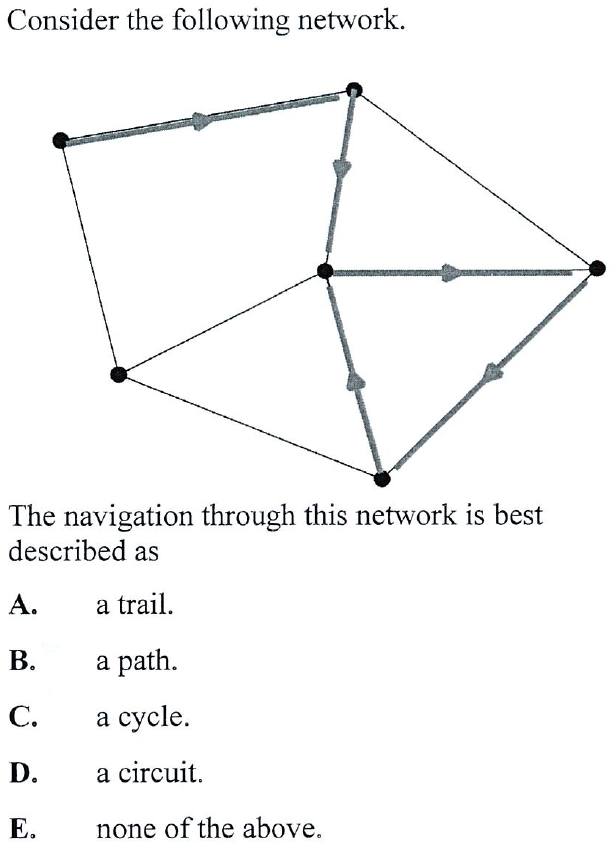 Consider the following network.
The navigation through this network is best
described as
A. a trail.
B. a path.
C. a cycle.
D. a circuit.
E. none of the above.